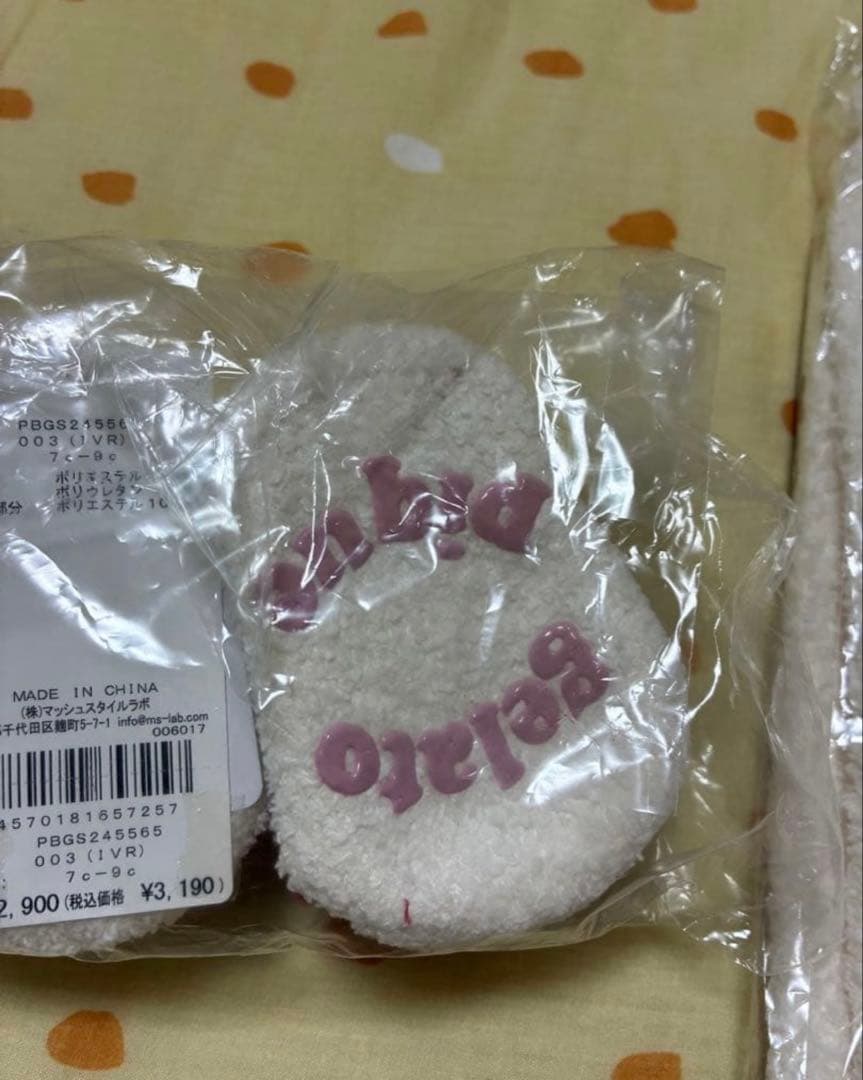 PBGS24556
003 (IVR)
7c-9c
ポリエステル
ポリウレタン
部分 ポリエステル 10
MADE IN CHINA
(株)マッシュスタイルラボ
千代田区麹町5-7-1 info@ms-lab.com
006017
4570181657257
PBGS245565
003 (IVR)
7c-9c
2,900 (税込価格 ¥3,190)
gelato
pique